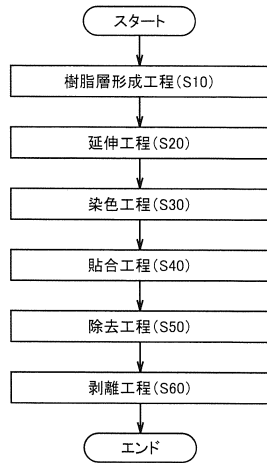 スタート
樹脂層形成工程(S10)
延伸工程(S20)
染色工程(S30)
貼合工程(S40)
除去工程(S50)
剥離工程(S60)
エンド